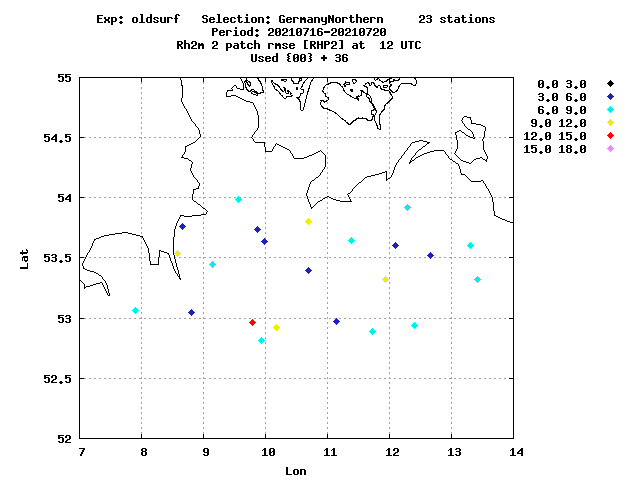 Exp: oldsurf   Selection: GermanyNorthern     23 stations
Period: 20210716-20210720
Rh2m 2 patch rmse [RHP2] at  12 UTC
Used {00} + 36
55
54.5
54
53.5
53
52.5
52
Lat
7 8 9 10 11 12 13 14
Lon
0.0 3.0
3.0 6.0
6.0 9.0
9.0 12.0
12.0 15.0
15.0 18.0